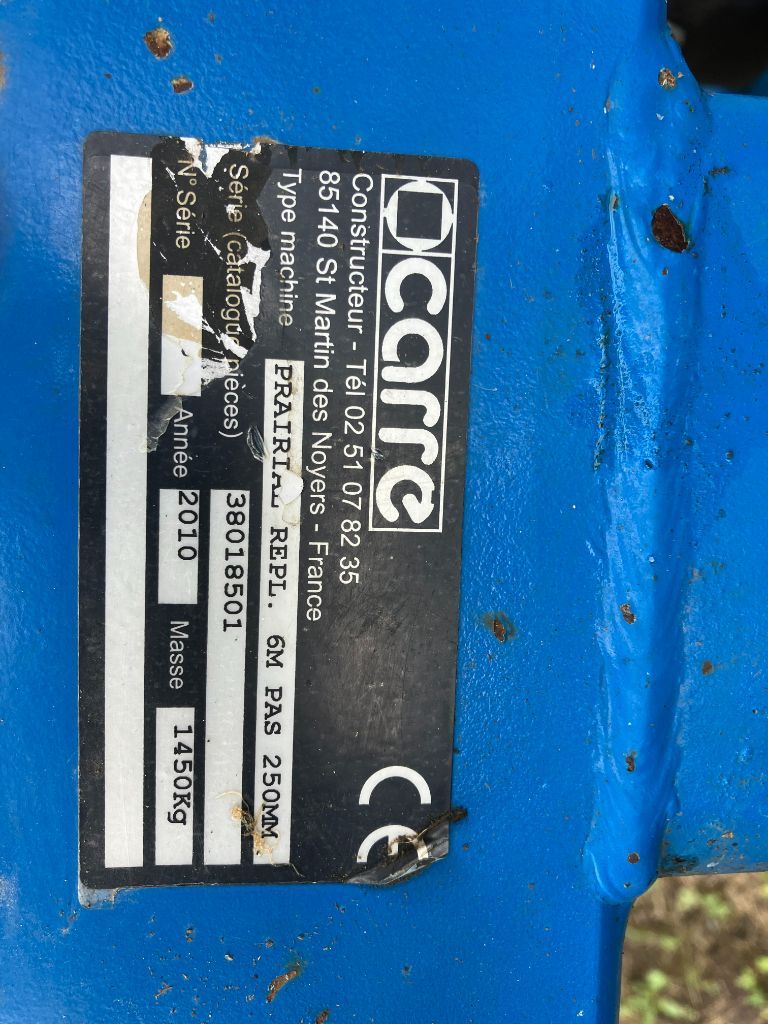 carre
Constructeur - Tél 02 51 07 82 35
85140 St Martin des Noyers - France
Type machine PRAIRIAL REPL. 6M PAS 250MM
Série (catalogue pièces) 38018501
N° Série Année 2010 Masse 1450Kg
CE